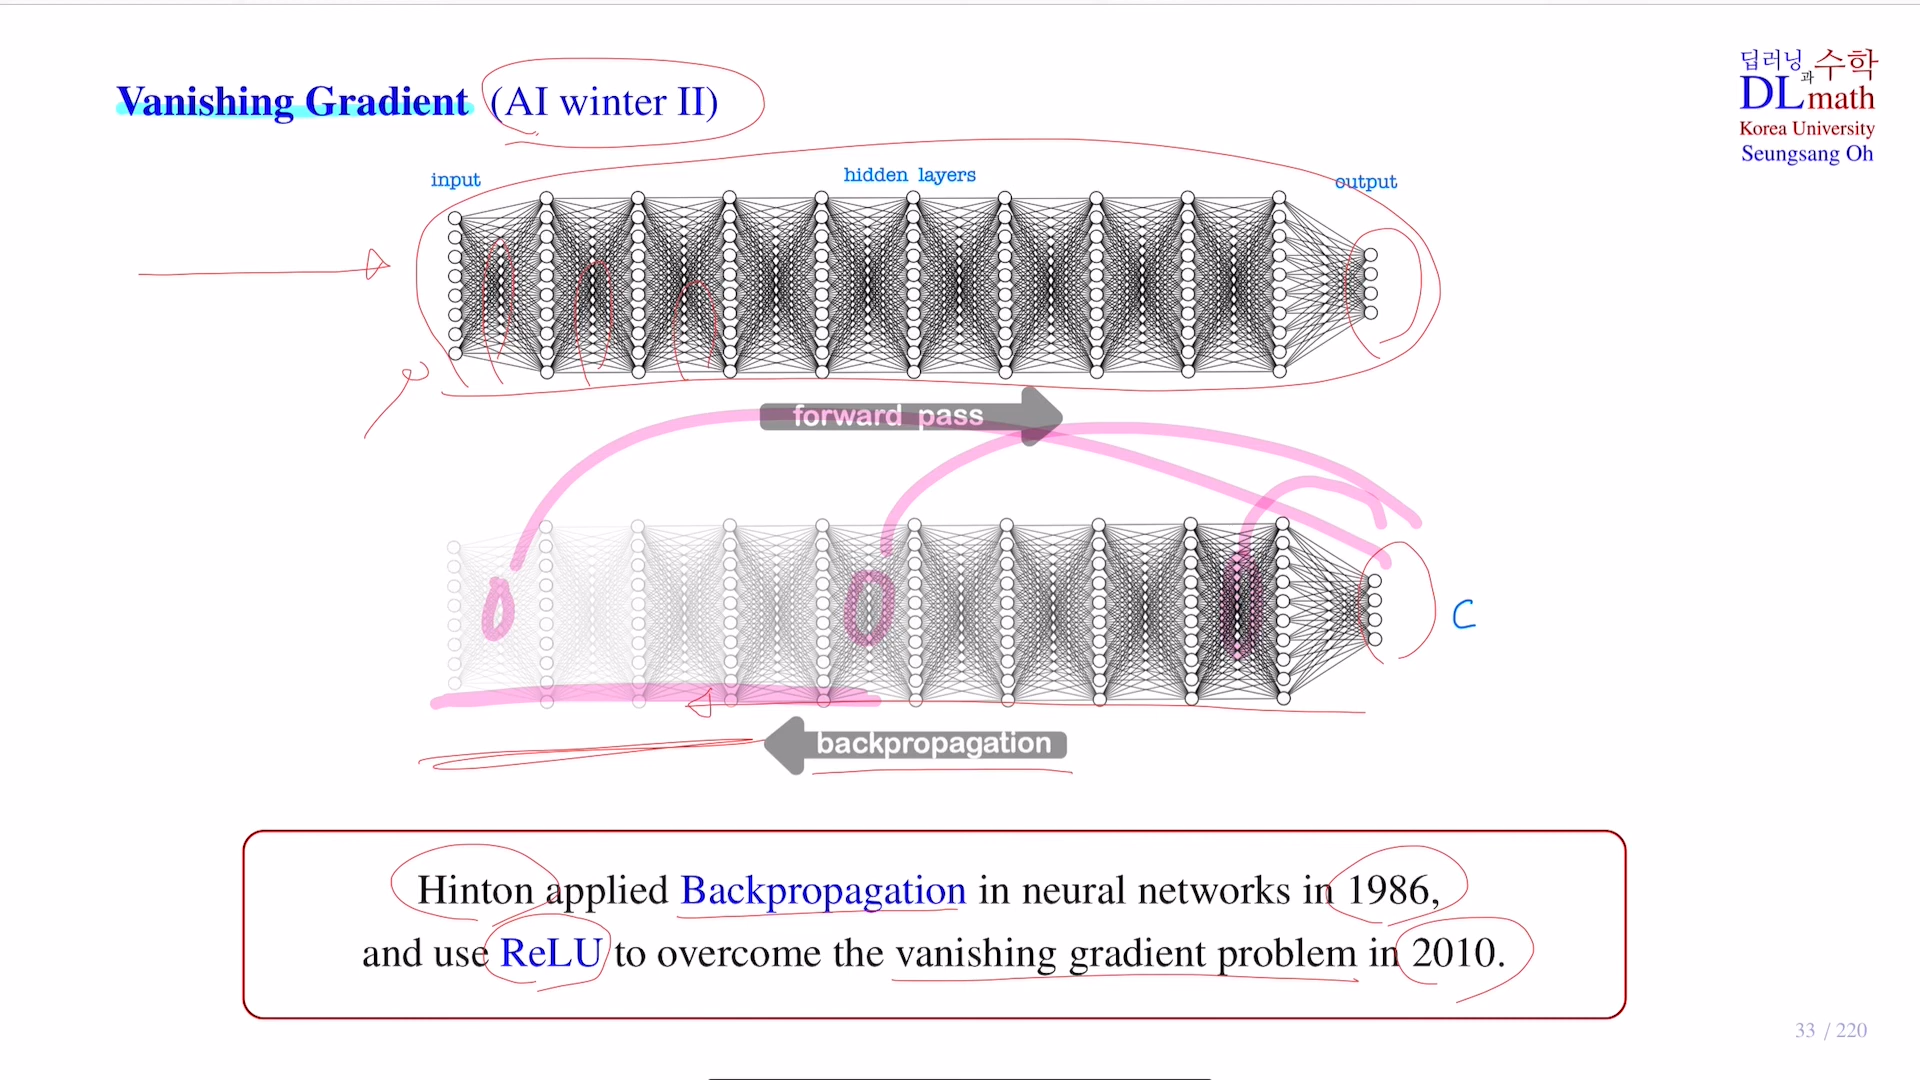 Vanishing Gradient (AI winter II)
딥러닝과 수학
DL math
Korea University
Seungsang Oh
input
hidden layers
output
forward pass
C
backpropagation
Hinton applied Backpropagation in neural networks in 1986,
and use ReLU to overcome the vanishing gradient problem in 2010.
33 / 220